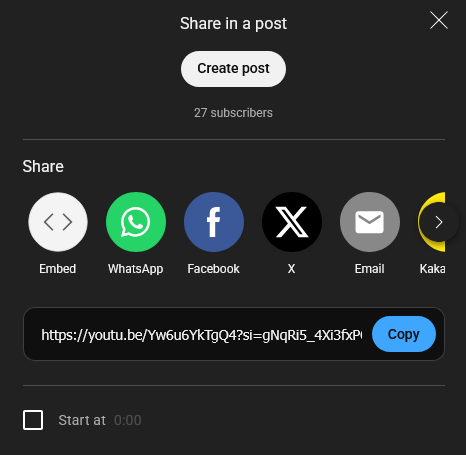 Share in a post
Create post
27 subscribers
Share
Embed
WhatsApp
Facebook
X
Email
Kaka
https://youtu.be/Yw6u6YkTgQ4?si=gNqRi5_4Xi3fxP
Copy
Start at 0:00